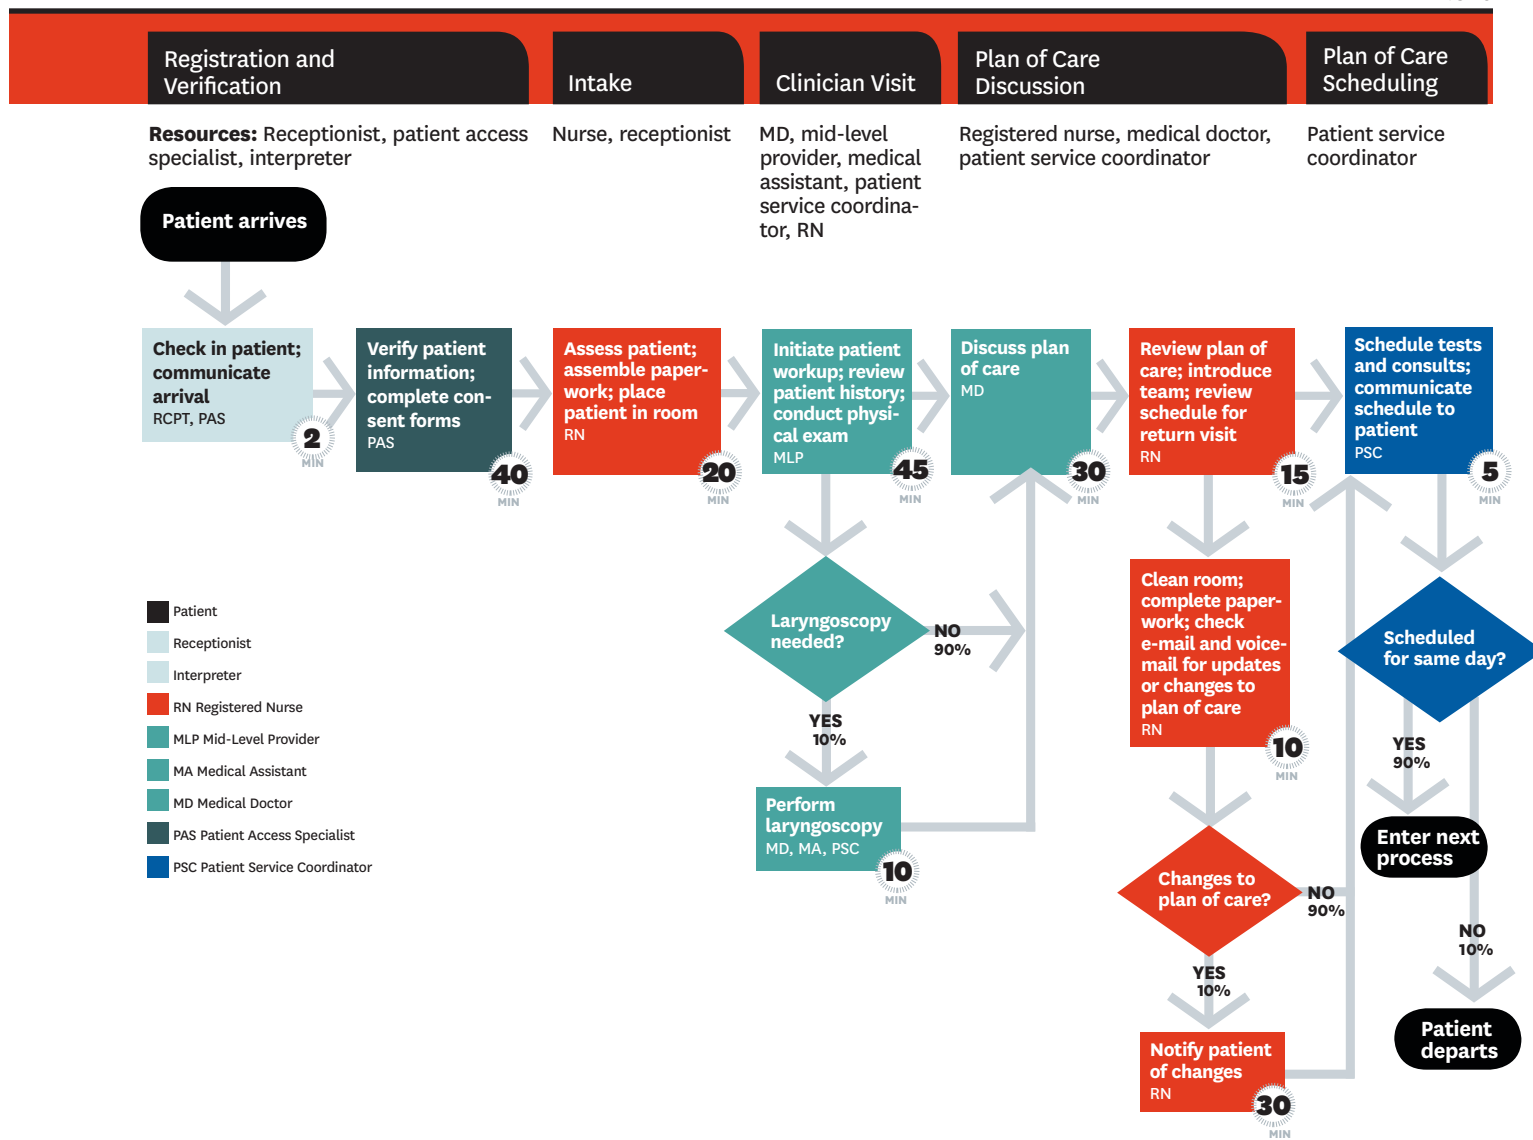 Registration and
Verification
Intake
Clinician Visit
Plan of Care
Discussion
Plan of Care
Scheduling
Resources: Receptionist, patient access
specialist, interpreter
Nurse, receptionist
MD, mid-level
provider, medical
assistant, patient
service coordina-
tor, RN
Registered nurse, medical doctor,
patient service coordinator
Patient service
coordinator
Patient arrives
Check in patient;
communicate
arrival
RCPT, PAS
2
MIN
Verify patient
information;
complete con-
sent forms
PAS
40
MIN
Assess patient;
assemble paper-
work; place
patient in room
RN
20
MIN
Initiate patient
workup; review
patient history;
conduct physi-
cal exam
MLP
45
MIN
Discuss plan
of care
MD
30
MIN
Review plan of
care; introduce
team; review
schedule for
return visit
RN
15
MIN
Schedule tests
and consults;
communicate
schedule to
patient
PSC
5
MIN
Laryngoscopy
needed?
NO
90%
YES
10%
Perform
laryngoscopy
MD, MA, PSC
10
MIN
Clean room;
complete paper-
work; check
e-mail and voice-
mail for updates
or changes to
plan of care
RN
10
MIN
Changes to
plan of care?
NO
90%
YES
10%
Notify patient
of changes
RN
30
MIN
Scheduled
for same day?
YES
90%
Enter next
process
NO
10%
Patient
departs
Patient
Receptionist
Interpreter
RN Registered Nurse
MLP Mid-Level Provider
MA Medical Assistant
MD Medical Doctor
PAS Patient Access Specialist
PSC Patient Service Coordinator